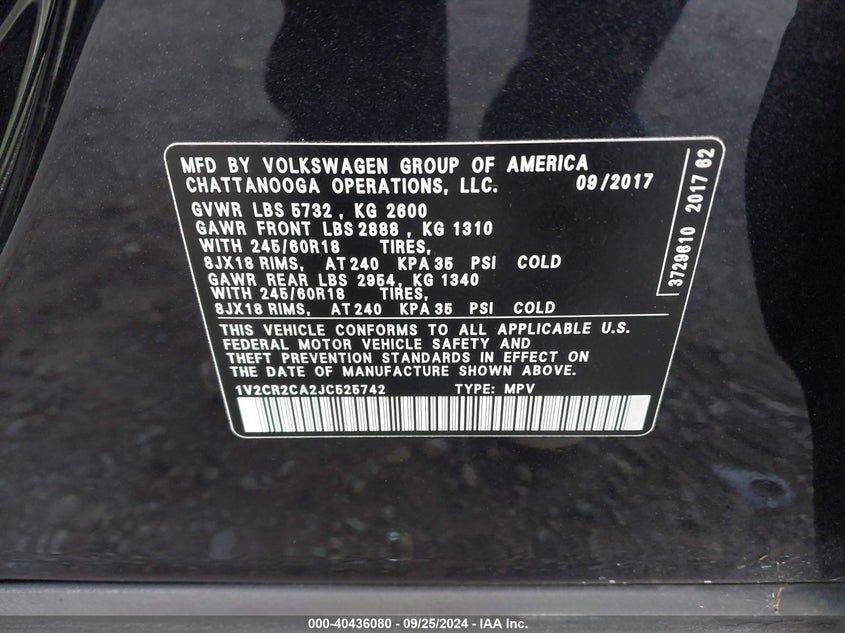 MFD BY VOLKSWAGEN GROUP OF AMERICA
CHATTANOOGA OPERATIONS, LLC. 09/2017
GVWR LBS 5732 , KG 2600
GAWR FRONT LBS 2888 , KG 1310
WITH 245/60R18 TIRES,
8JX18 RIMS, AT 240 KPA 35 PSI COLD
GAWR REAR LBS 2954, KG 1340
WITH 245/60R18 TIRES,
8JX18 RIMS, AT 240 KPA 35 PSI COLD
THIS VEHICLE CONFORMS TO ALL APPLICABLE U.S.
FEDERAL MOTOR VEHICLE SAFETY AND
THEFT PREVENTION STANDARDS IN EFFECT ON
THE DATE OF MANUFACTURE SHOWN ABOVE.
1V2CR2CA2JC525742 TYPE: MPV
3729610 2017 62
000-40436080 - 09/25/2024 - IAA Inc.